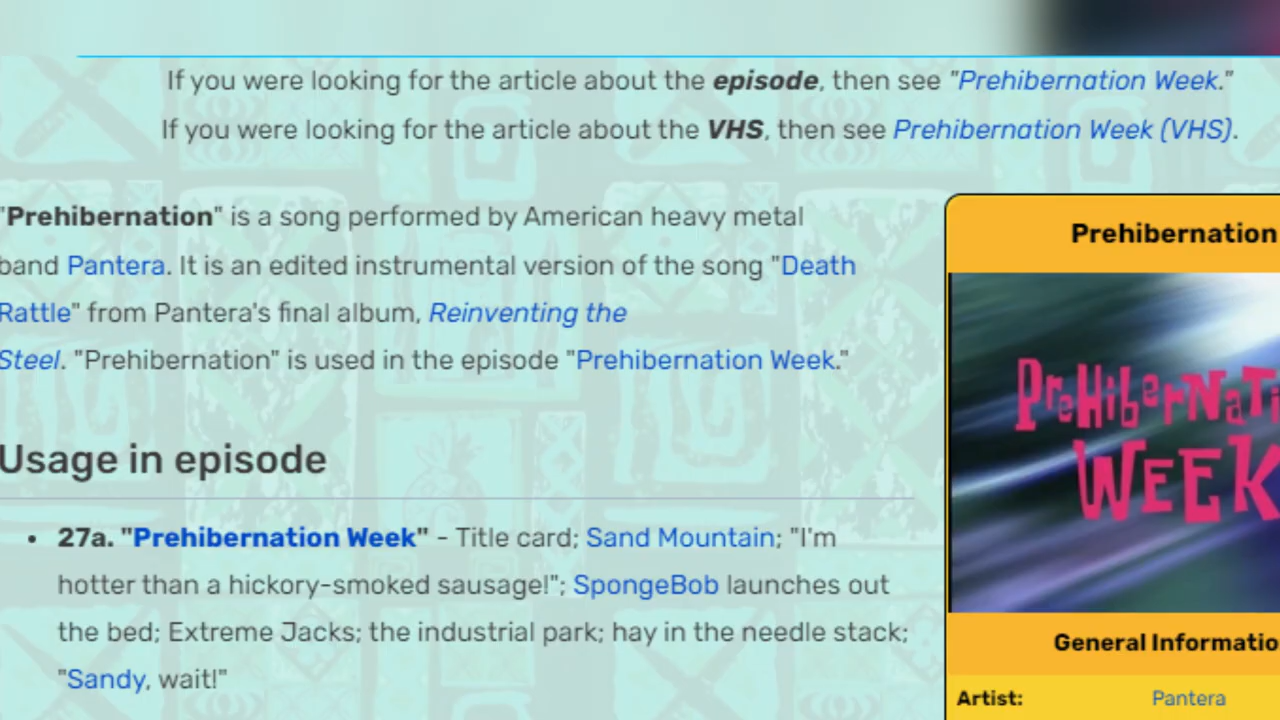 If you were looking for the article about the episode, then see "Prehibernation Week."
If you were looking for the article about the VHS, then see Prehibernation Week (VHS).
"Prehibernation" is a song performed by American heavy metal
band Pantera. It is an edited instrumental version of the song "Death
Rattle" from Pantera's final album, Reinventing the
Steel. "Prehibernation" is used in the episode "Prehibernation Week."
Usage in episode
• 27a. "Prehibernation Week" - Title card; Sand Mountain; "I'm
hotter than a hickory-smoked sausage!"; SpongeBob launches out
the bed; Extreme Jacks; the industrial park; hay in the needle stack;
"Sandy, wait!"
Prehibernation
PreHiberNaTi
WEEK
General Informatio
Artist: Pantera